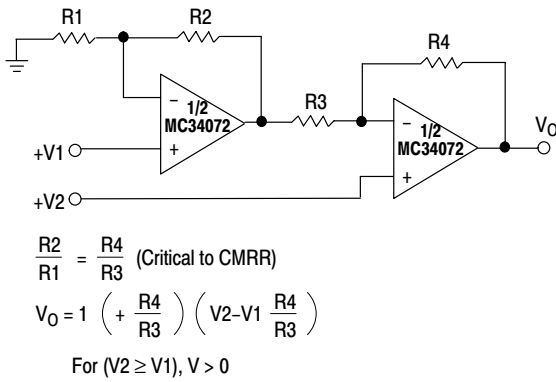 R1
R2
R3
R4
1/2
MC34072
1/2
MC34072
−
+
−
+
+V1
+V2
VO
R2/R1 = R4/R3 (Critical to CMRR)
VO = 1 ( + R4/R3 ) ( V2−V1 R4/R3 )
For (V2 ≥ V1), V > 0